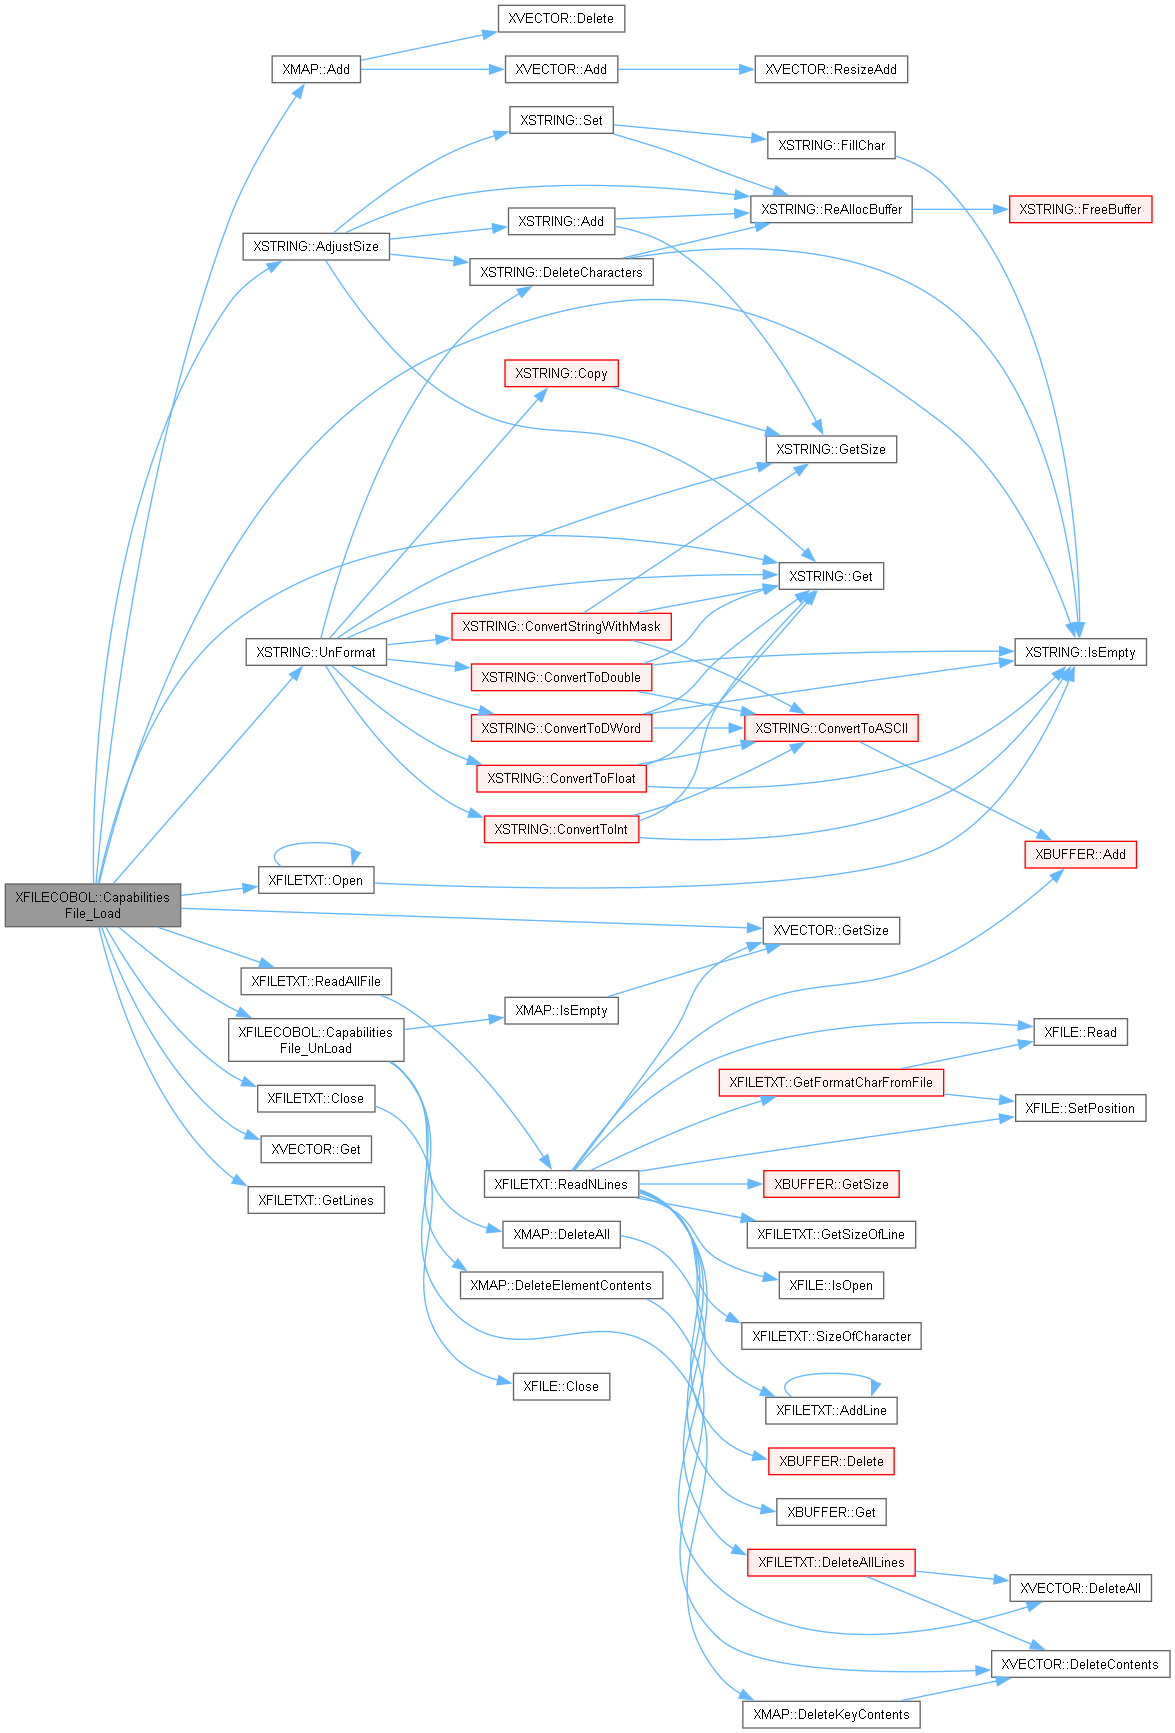 XVECTOR::Delete
XMAP::Add
XVECTOR::Add
XVECTOR::ResizeAdd
XSTRING::Set
XSTRING::FillChar
XSTRING::ReAllocBuffer
XSTRING::FreeBuffer
XSTRING::Add
XSTRING::AdjustSize
XSTRING::DeleteCharacters
XSTRING::Copy
XSTRING::GetSize
XSTRING::Get
XSTRING::ConvertStringWithMask
XSTRING::UnFormat
XSTRING::IsEmpty
XSTRING::ConvertToDouble
XSTRING::ConvertToDWord
XSTRING::ConvertToASCII
XSTRING::ConvertToFloat
XSTRING::ConvertToInt
XBUFFER::Add
XFILETXT::Open
XFILECOBOL::Capabilities
File_Load
XVECTOR::GetSize
XFILETXT::ReadAllFile
XMAP::IsEmpty
XFILECOBOL::Capabilities
File_UnLoad
XFILE::Read
XFILETXT::GetFormatCharFromFile
XFILETXT::Close
XFILE::SetPosition
XVECTOR::Get
XFILETXT::ReadNLines
XBUFFER::GetSize
XFILETXT::GetLines
XMAP::DeleteAll
XFILETXT::GetSizeOfLine
XMAP::DeleteElementContents
XFILE::IsOpen
XFILETXT::SizeOfCharacter
XFILE::Close
XFILETXT::AddLine
XBUFFER::Delete
XBUFFER::Get
XFILETXT::DeleteAllLines
XVECTOR::DeleteAll
XVECTOR::DeleteContents
XMAP::DeleteKeyContents